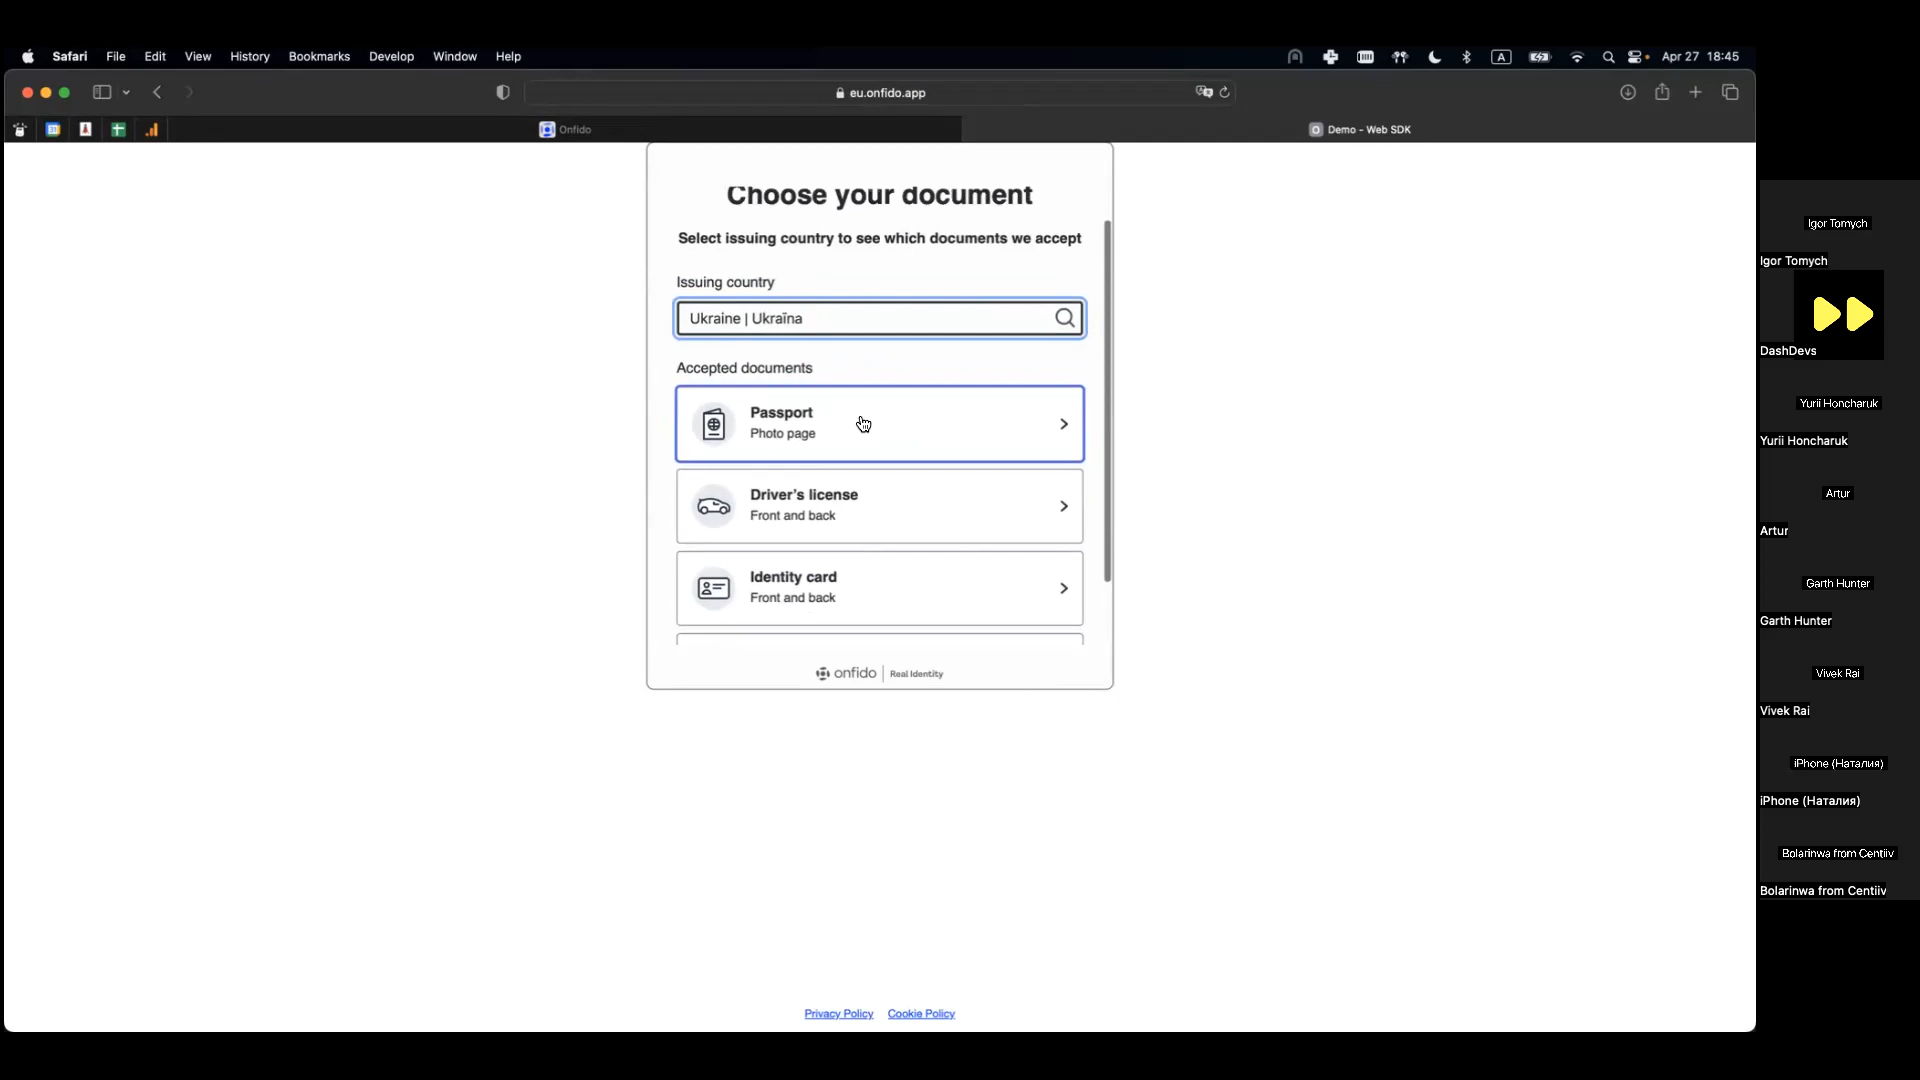 Safari File Edit View History Bookmarks Develop Window Help
A
Apr 27 18:45
eu.onfido.app
Onfido
Demo - Web SDK
Choose your document
Select issuing country to see which documents we accept
Issuing country
Ukraine | Ukraïna
Accepted documents
Passport
Photo page
Driver's license
Front and back
Identity card
Front and back
onfido | Real Identity
Privacy Policy Cookie Policy
Igor Tomych
Igor Tomych
DashDevs
Yurii Honcharuk
Yurii Honcharuk
Artur
Artur
Garth Hunter
Garth Hunter
Vivek Rai
Vivek Rai
iPhone (Наталия)
iPhone (Наталия)
Bolarinwa from Centiiv
Bolarinwa from Centiiv